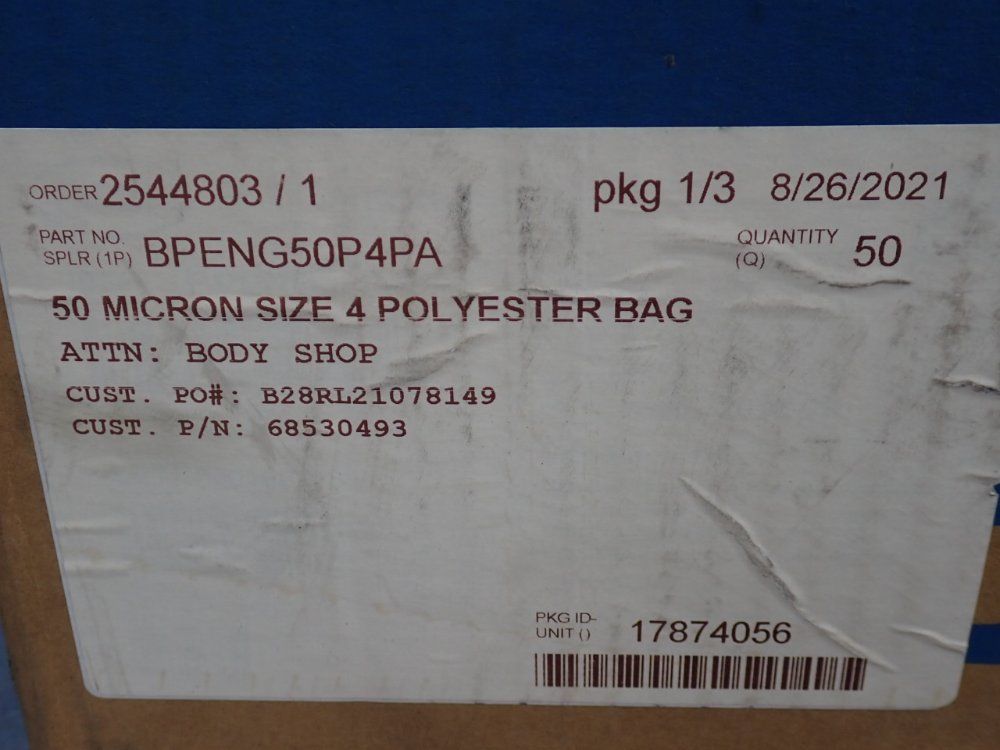 ORDER 2544803 / 1 pkg 1/3 8/26/2021
PART NO. QUANTITY
SPLR (1P) BPENG50P4PA (Q) 50
50 MICRON SIZE 4 POLYESTER BAG
ATTN: BODY SHOP
CUST. PO#: B28RL21078149
CUST. P/N: 68530493
PKG ID-
UNIT () 17874056